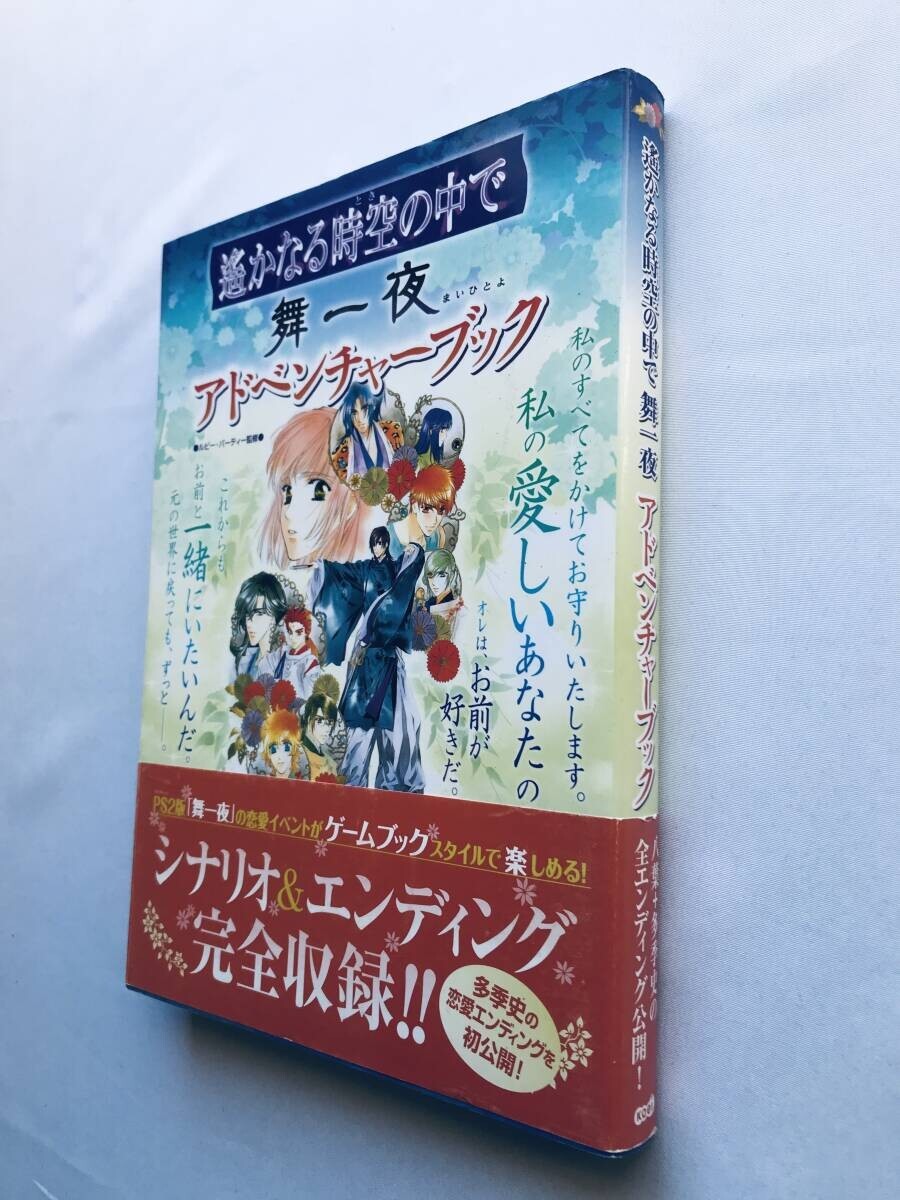 遙かなる時空の中で
とき
舞一夜
まいひとよ
アドベンチャーブック
●ルビー・パーティー監修●
私のすべてをかけてお守りいたします。
私の愛しいあなたの
オレは、お前が
好きだ。
これからも
お前と一緒にいたいんだ。
元の世界に戻っても、ずっと――。
PS2版「舞一夜」の恋愛イベントがゲームブックスタイルで楽しめる!
シナリオ&エンディング
完全収録!!
多季史の
恋愛エンディングを
初公開!
遙かなる時空の中で 舞一夜 アドベンチャーブック
八葉+多季史の
全エンディング公開!
KOEI